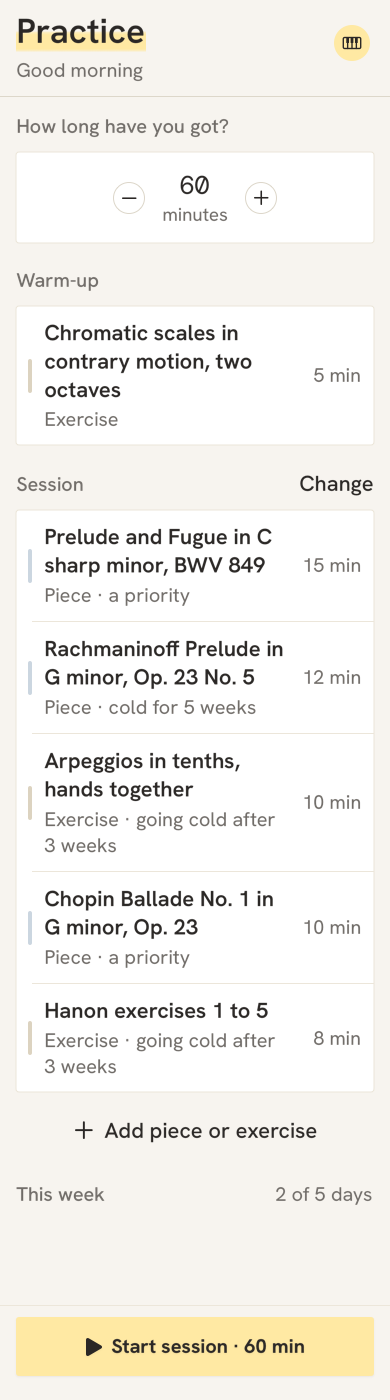 Practice
Good morning
How long have you got?
60
minutes
Warm-up
Chromatic scales in
contrary motion, two
octaves
5 min
Exercise
Session
Change
Prelude and Fugue in C
sharp minor, BWV 849
15 min
Piece · a priority
Rachmaninoff Prelude in
G minor, Op. 23 No. 5
12 min
Piece · cold for 5 weeks
Arpeggios in tenths,
hands together
10 min
Exercise · going cold after
3 weeks
Chopin Ballade No. 1 in
G minor, Op. 23
10 min
Piece · a priority
Hanon exercises 1 to 5
8 min
Exercise · going cold after
3 weeks
+ Add piece or exercise
This week
2 of 5 days
Start session · 60 min